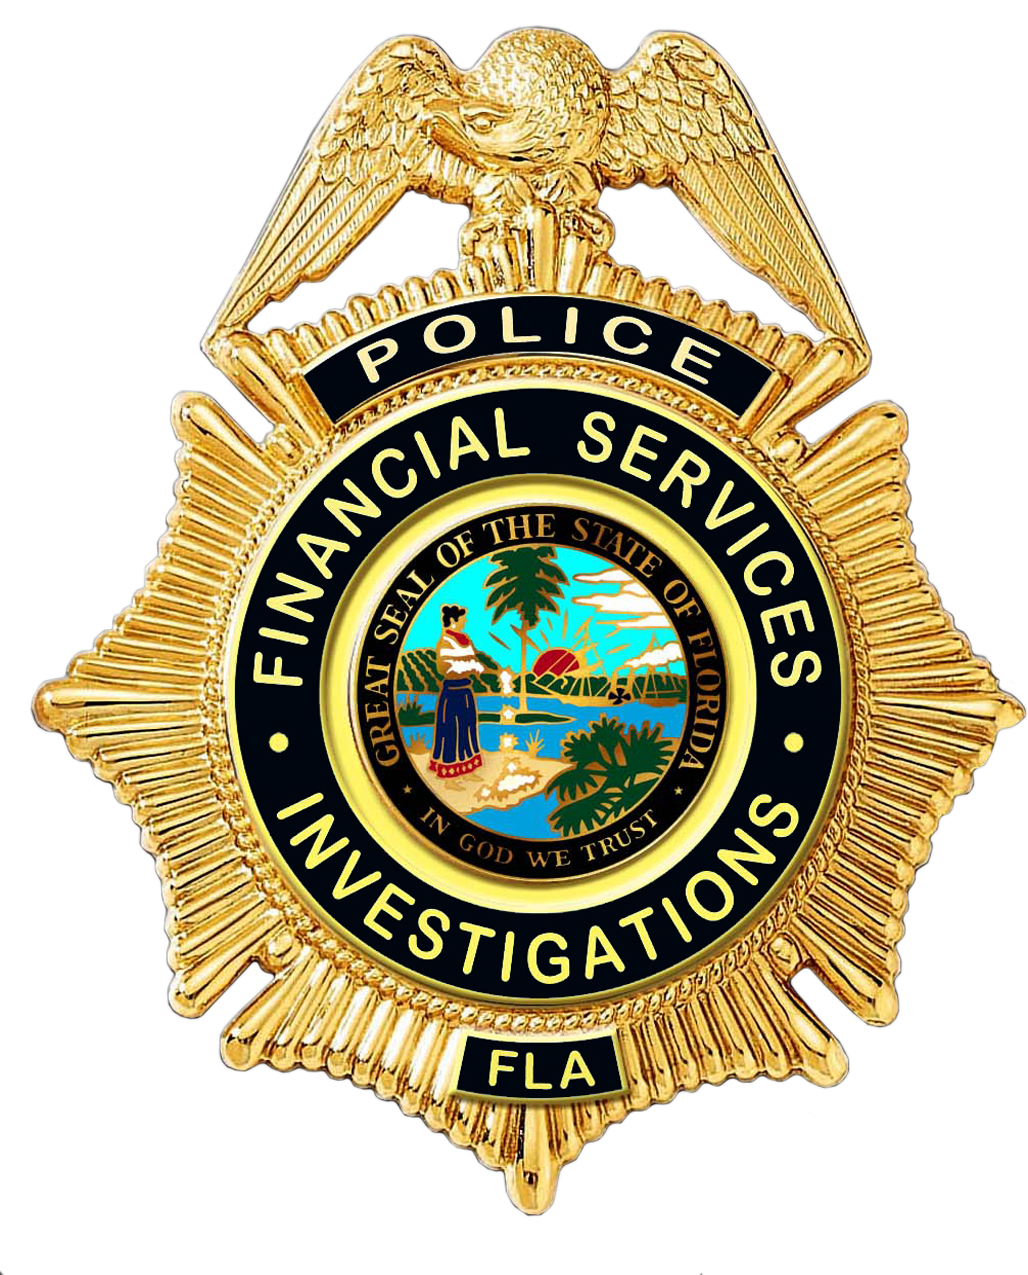 POLICE
FINANCIAL SERVICES
INVESTIGATIONS
GREAT SEAL OF THE STATE OF FLORIDA
IN GOD WE TRUST
FLA